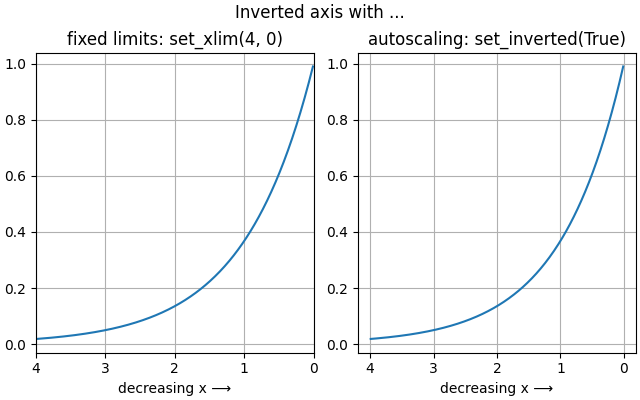 Inverted axis with ...
fixed limits: set_xlim(4, 0)
1.0
0.8
0.6
0.4
0.2
0.0
4 3 2 1 0
decreasing x ⟶
autoscaling: set_inverted(True)
1.0
0.8
0.6
0.4
0.2
0.0
4 3 2 1 0
decreasing x ⟶